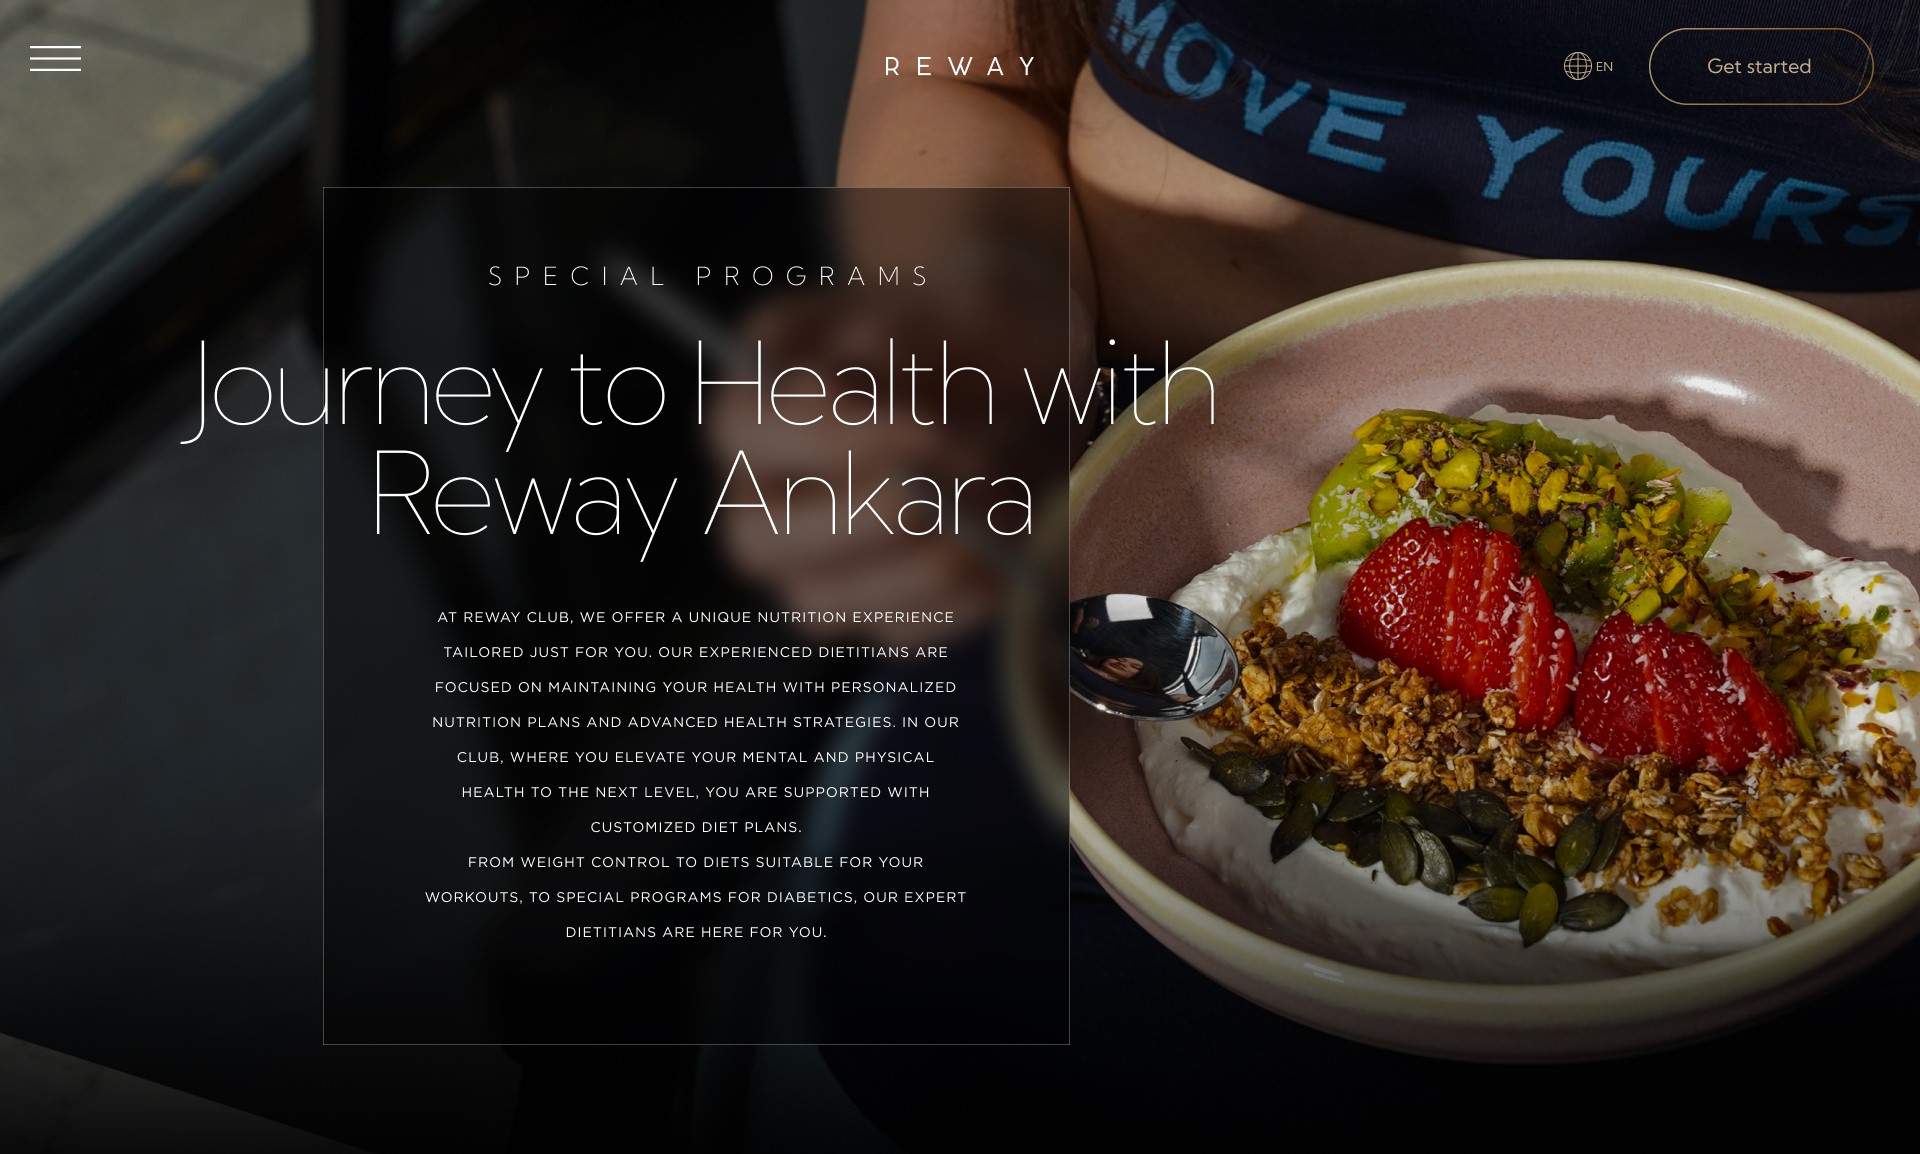 REWAY
EN
Get started
MOVE YOURS
SPECIAL PROGRAMS
Journey to Health with
Reway Ankara
AT REWAY CLUB, WE OFFER A UNIQUE NUTRITION EXPERIENCE
TAILORED JUST FOR YOU. OUR EXPERIENCED DIETITIANS ARE
FOCUSED ON MAINTAINING YOUR HEALTH WITH PERSONALIZED
NUTRITION PLANS AND ADVANCED HEALTH STRATEGIES. IN OUR
CLUB, WHERE YOU ELEVATE YOUR MENTAL AND PHYSICAL
HEALTH TO THE NEXT LEVEL, YOU ARE SUPPORTED WITH
CUSTOMIZED DIET PLANS.
FROM WEIGHT CONTROL TO DIETS SUITABLE FOR YOUR
WORKOUTS, TO SPECIAL PROGRAMS FOR DIABETICS, OUR EXPERT
DIETITIANS ARE HERE FOR YOU.